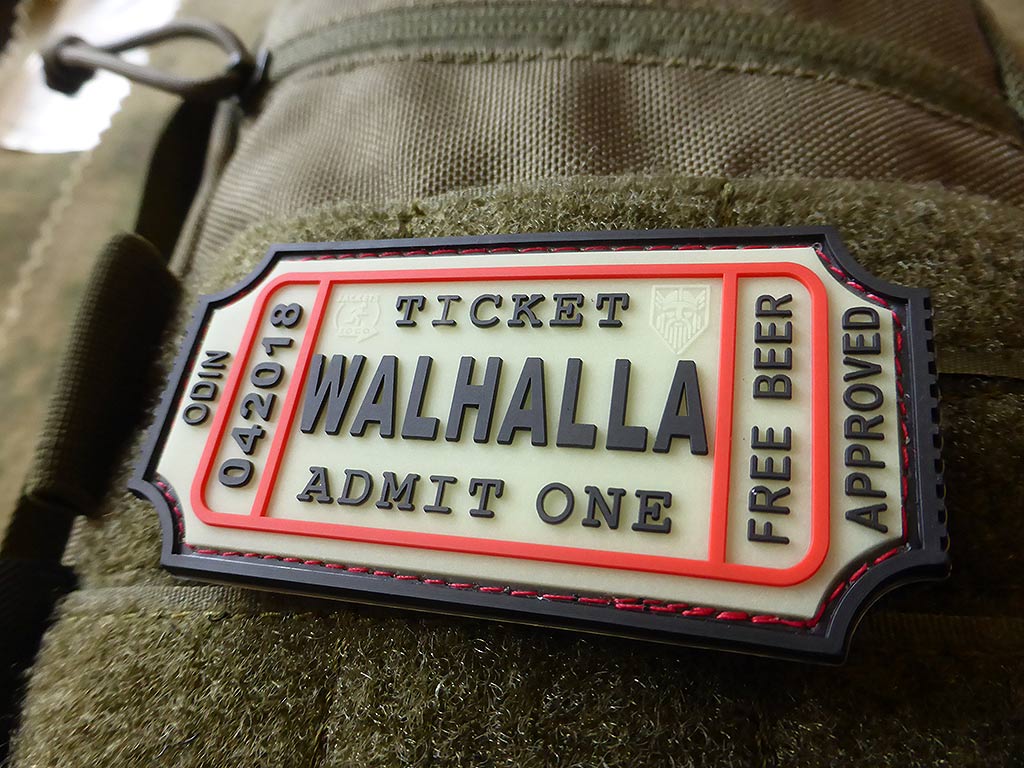 ODIN
042018
TICKET
WALHALLA
ADMIT ONE
FREE BEER
APPROVED